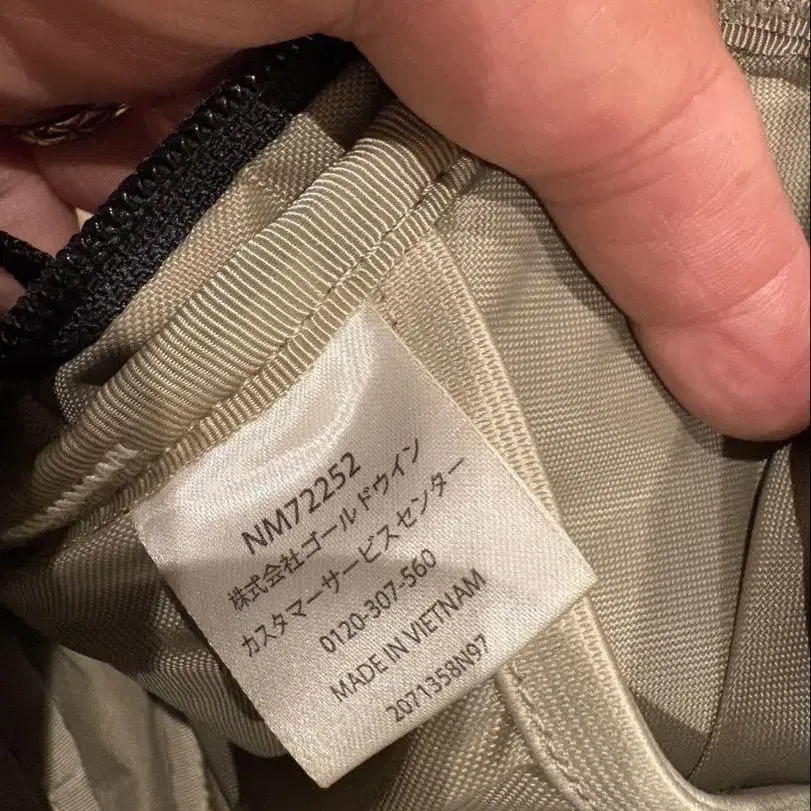 NM72252
株式会社ゴールドウイン
カスタマーサービスセンター
0120-307-560
MADE IN VIETNAM
2071358N97